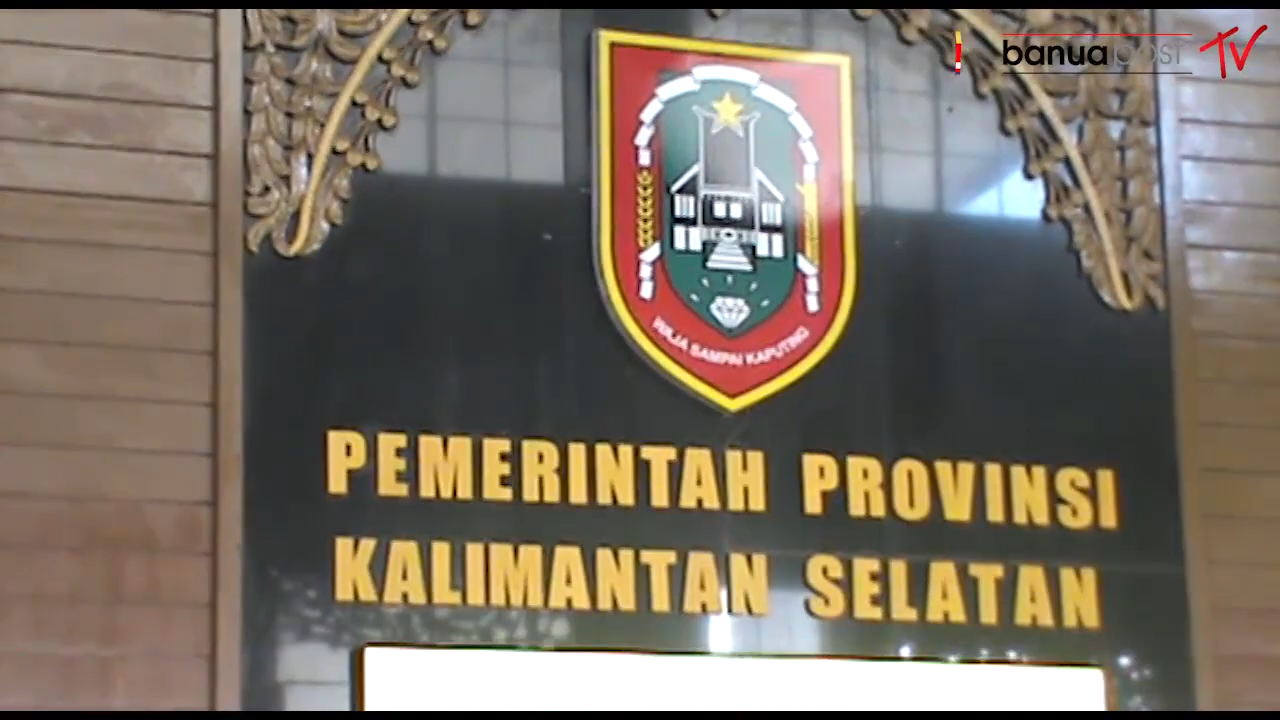 banuapost TV
WAJA SAMPAI KAPUTING
PEMERINTAH PROVINSI
KALIMANTAN SELATAN